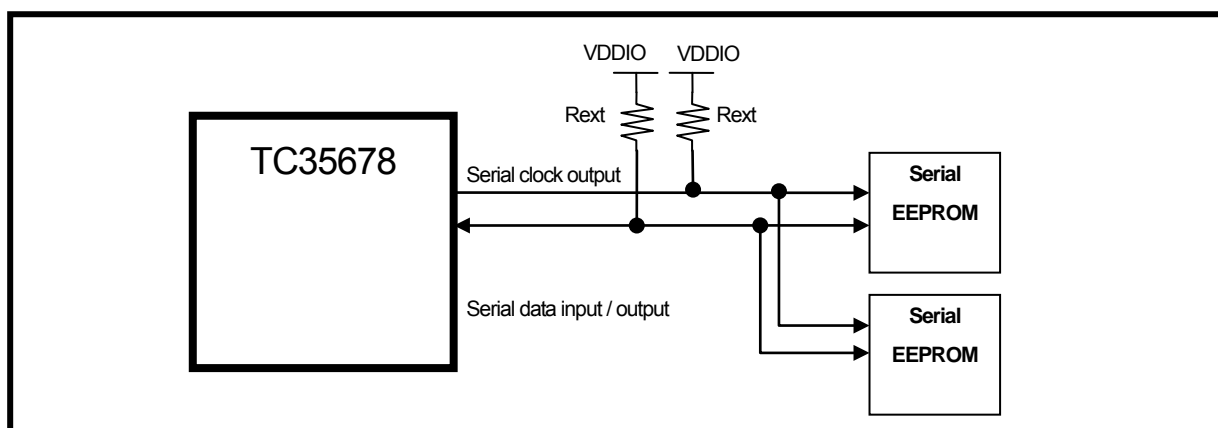 VDDIO VDDIO
Rext Rext
TC35678
Serial clock output
Serial
EEPROM
Serial data input / output
Serial
EEPROM